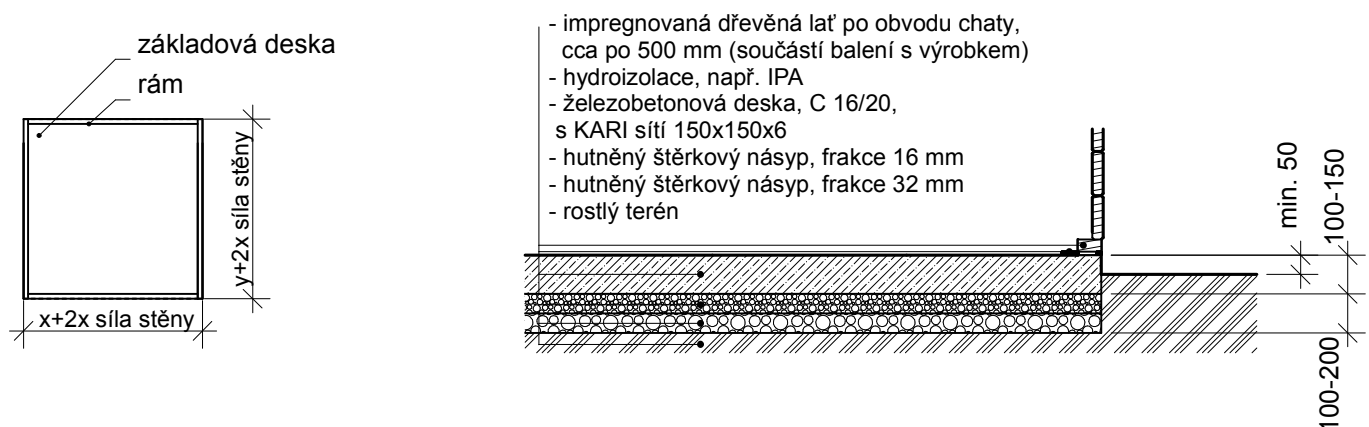 základová deska
rám
y+2x síla stěny
x+2x síla stěny
- impregnovaná dřevěná lať po obvodu chaty,
cca po 500 mm (součástí balení s výrobkem)
- hydroizolace, např. IPA
- železobetonová deska, C 16/20,
s KARI sítí 150x150x6
- hutněný štěrkový násyp, frakce 16 mm
- hutněný štěrkový násyp, frakce 32 mm
- rostlý terén
min. 50
100-150
100-200